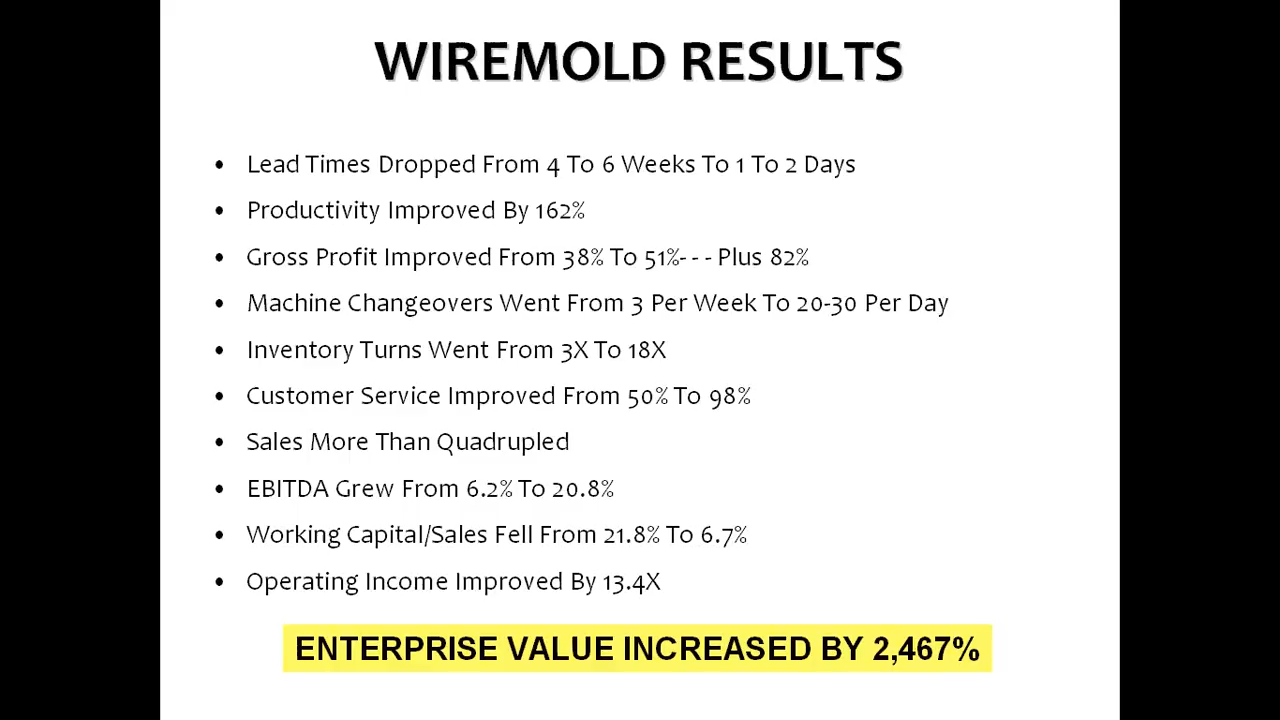 WIREMOLD RESULTS
• Lead Times Dropped From 4 To 6 Weeks To 1 To 2 Days
• Productivity Improved By 162%
• Gross Profit Improved From 38% To 51%- - - Plus 82%
• Machine Changeovers Went From 3 Per Week To 20-30 Per Day
• Inventory Turns Went From 3X To 18X
• Customer Service Improved From 50% To 98%
• Sales More Than Quadrupled
• EBITDA Grew From 6.2% To 20.8%
• Working Capital/Sales Fell From 21.8% To 6.7%
• Operating Income Improved By 13.4X
ENTERPRISE VALUE INCREASED BY 2,467%